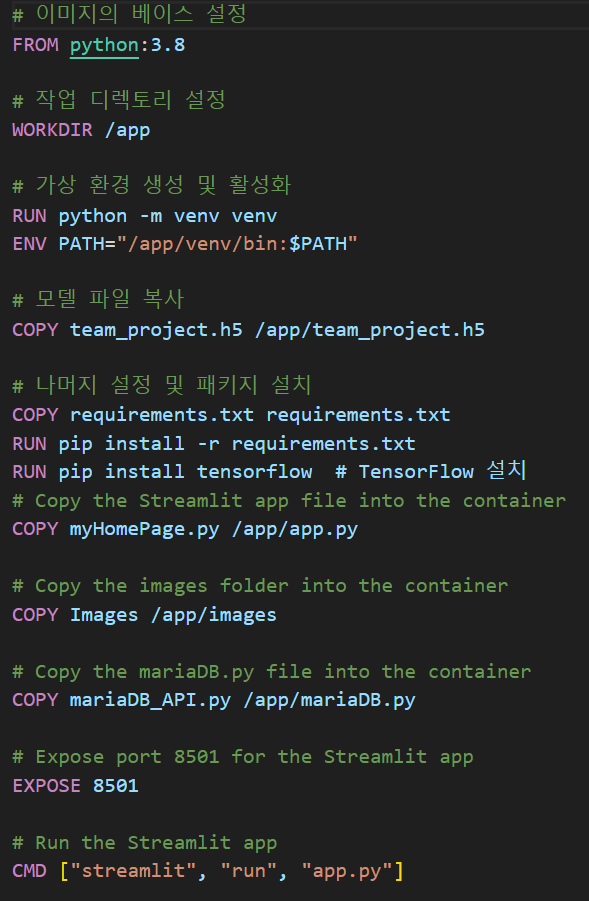 # 이미지의 베이스 설정
FROM python:3.8
# 작업 디렉토리 설정
WORKDIR /app
# 가상 환경 생성 및 활성화
RUN python -m venv venv
ENV PATH="/app/venv/bin:$PATH"
# 모델 파일 복사
COPY team_project.h5 /app/team_project.h5
# 나머지 설정 및 패키지 설치
COPY requirements.txt requirements.txt
RUN pip install -r requirements.txt
RUN pip install tensorflow  # TensorFlow 설치
# Copy the Streamlit app file into the container
COPY myHomePage.py /app/app.py
# Copy the images folder into the container
COPY Images /app/images
# Copy the mariaDB.py file into the container
COPY mariaDB_API.py /app/mariaDB.py
# Expose port 8501 for the Streamlit app
EXPOSE 8501
# Run the Streamlit app
CMD ["streamlit", "run", "app.py"]